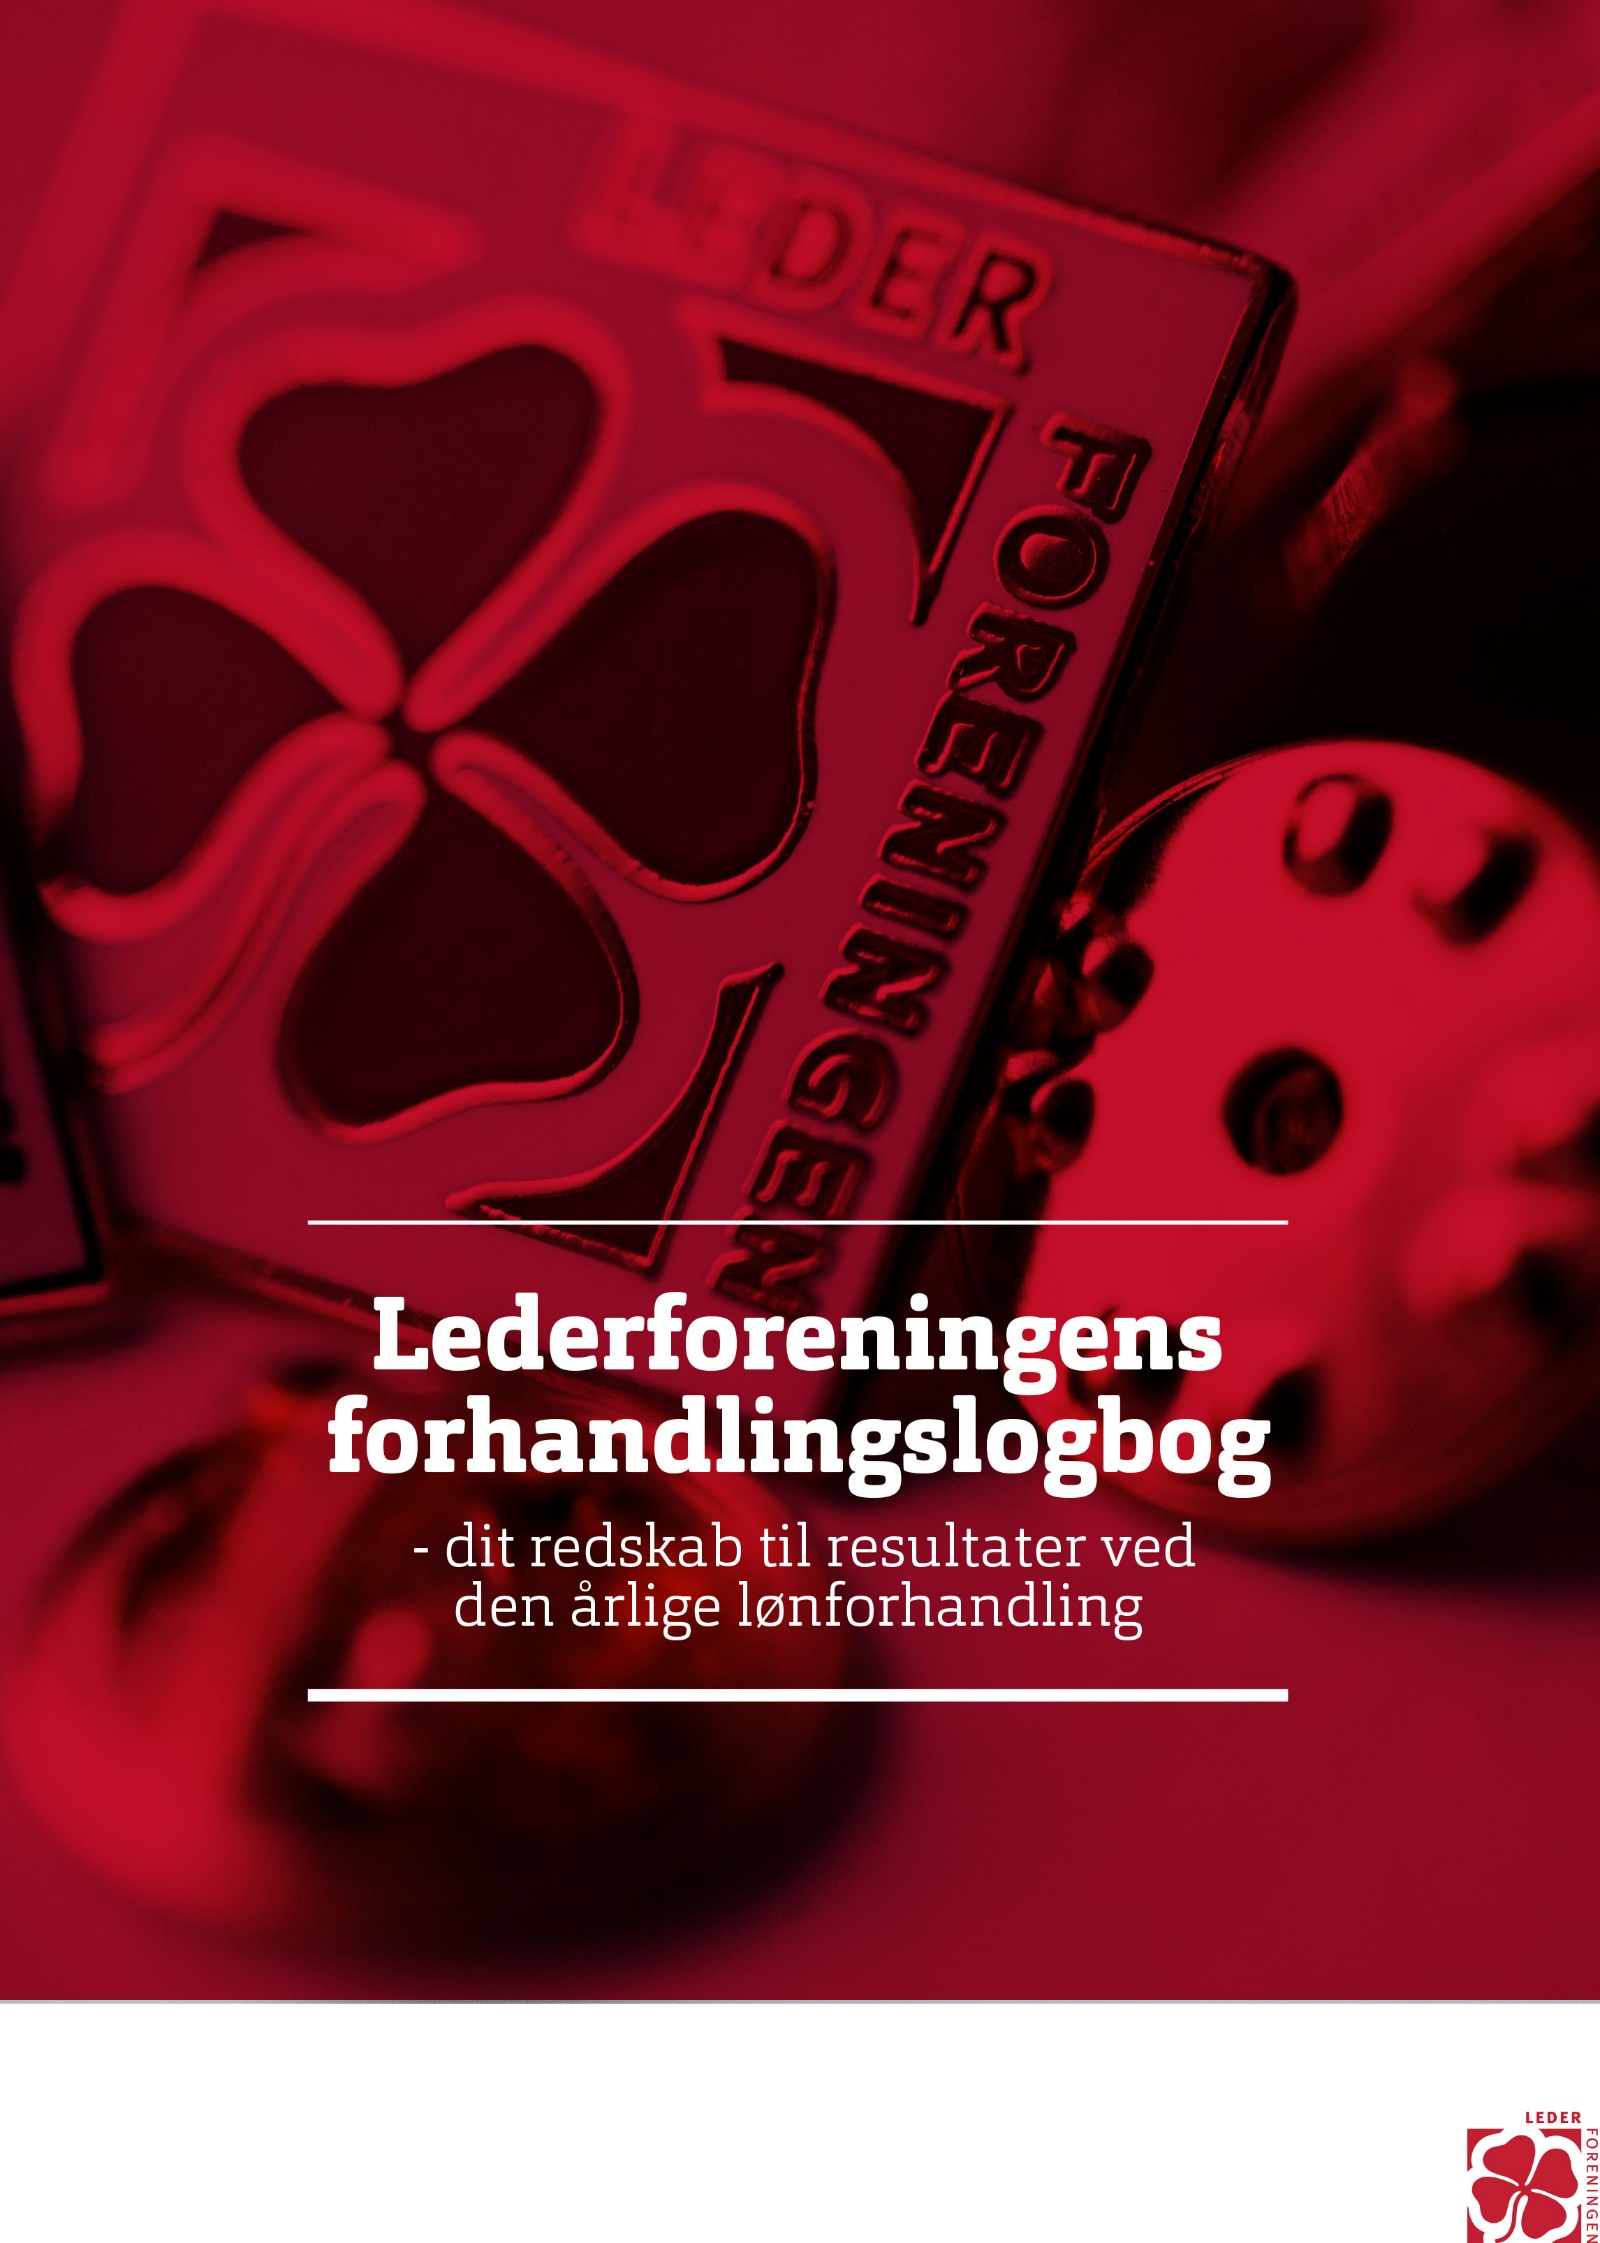 LEDER
FORENINGEN
Lederforeningens
forhandlingslogbog
- dit redskab til resultater ved
den årlige lønforhandling
LEDER
FORENINGEN